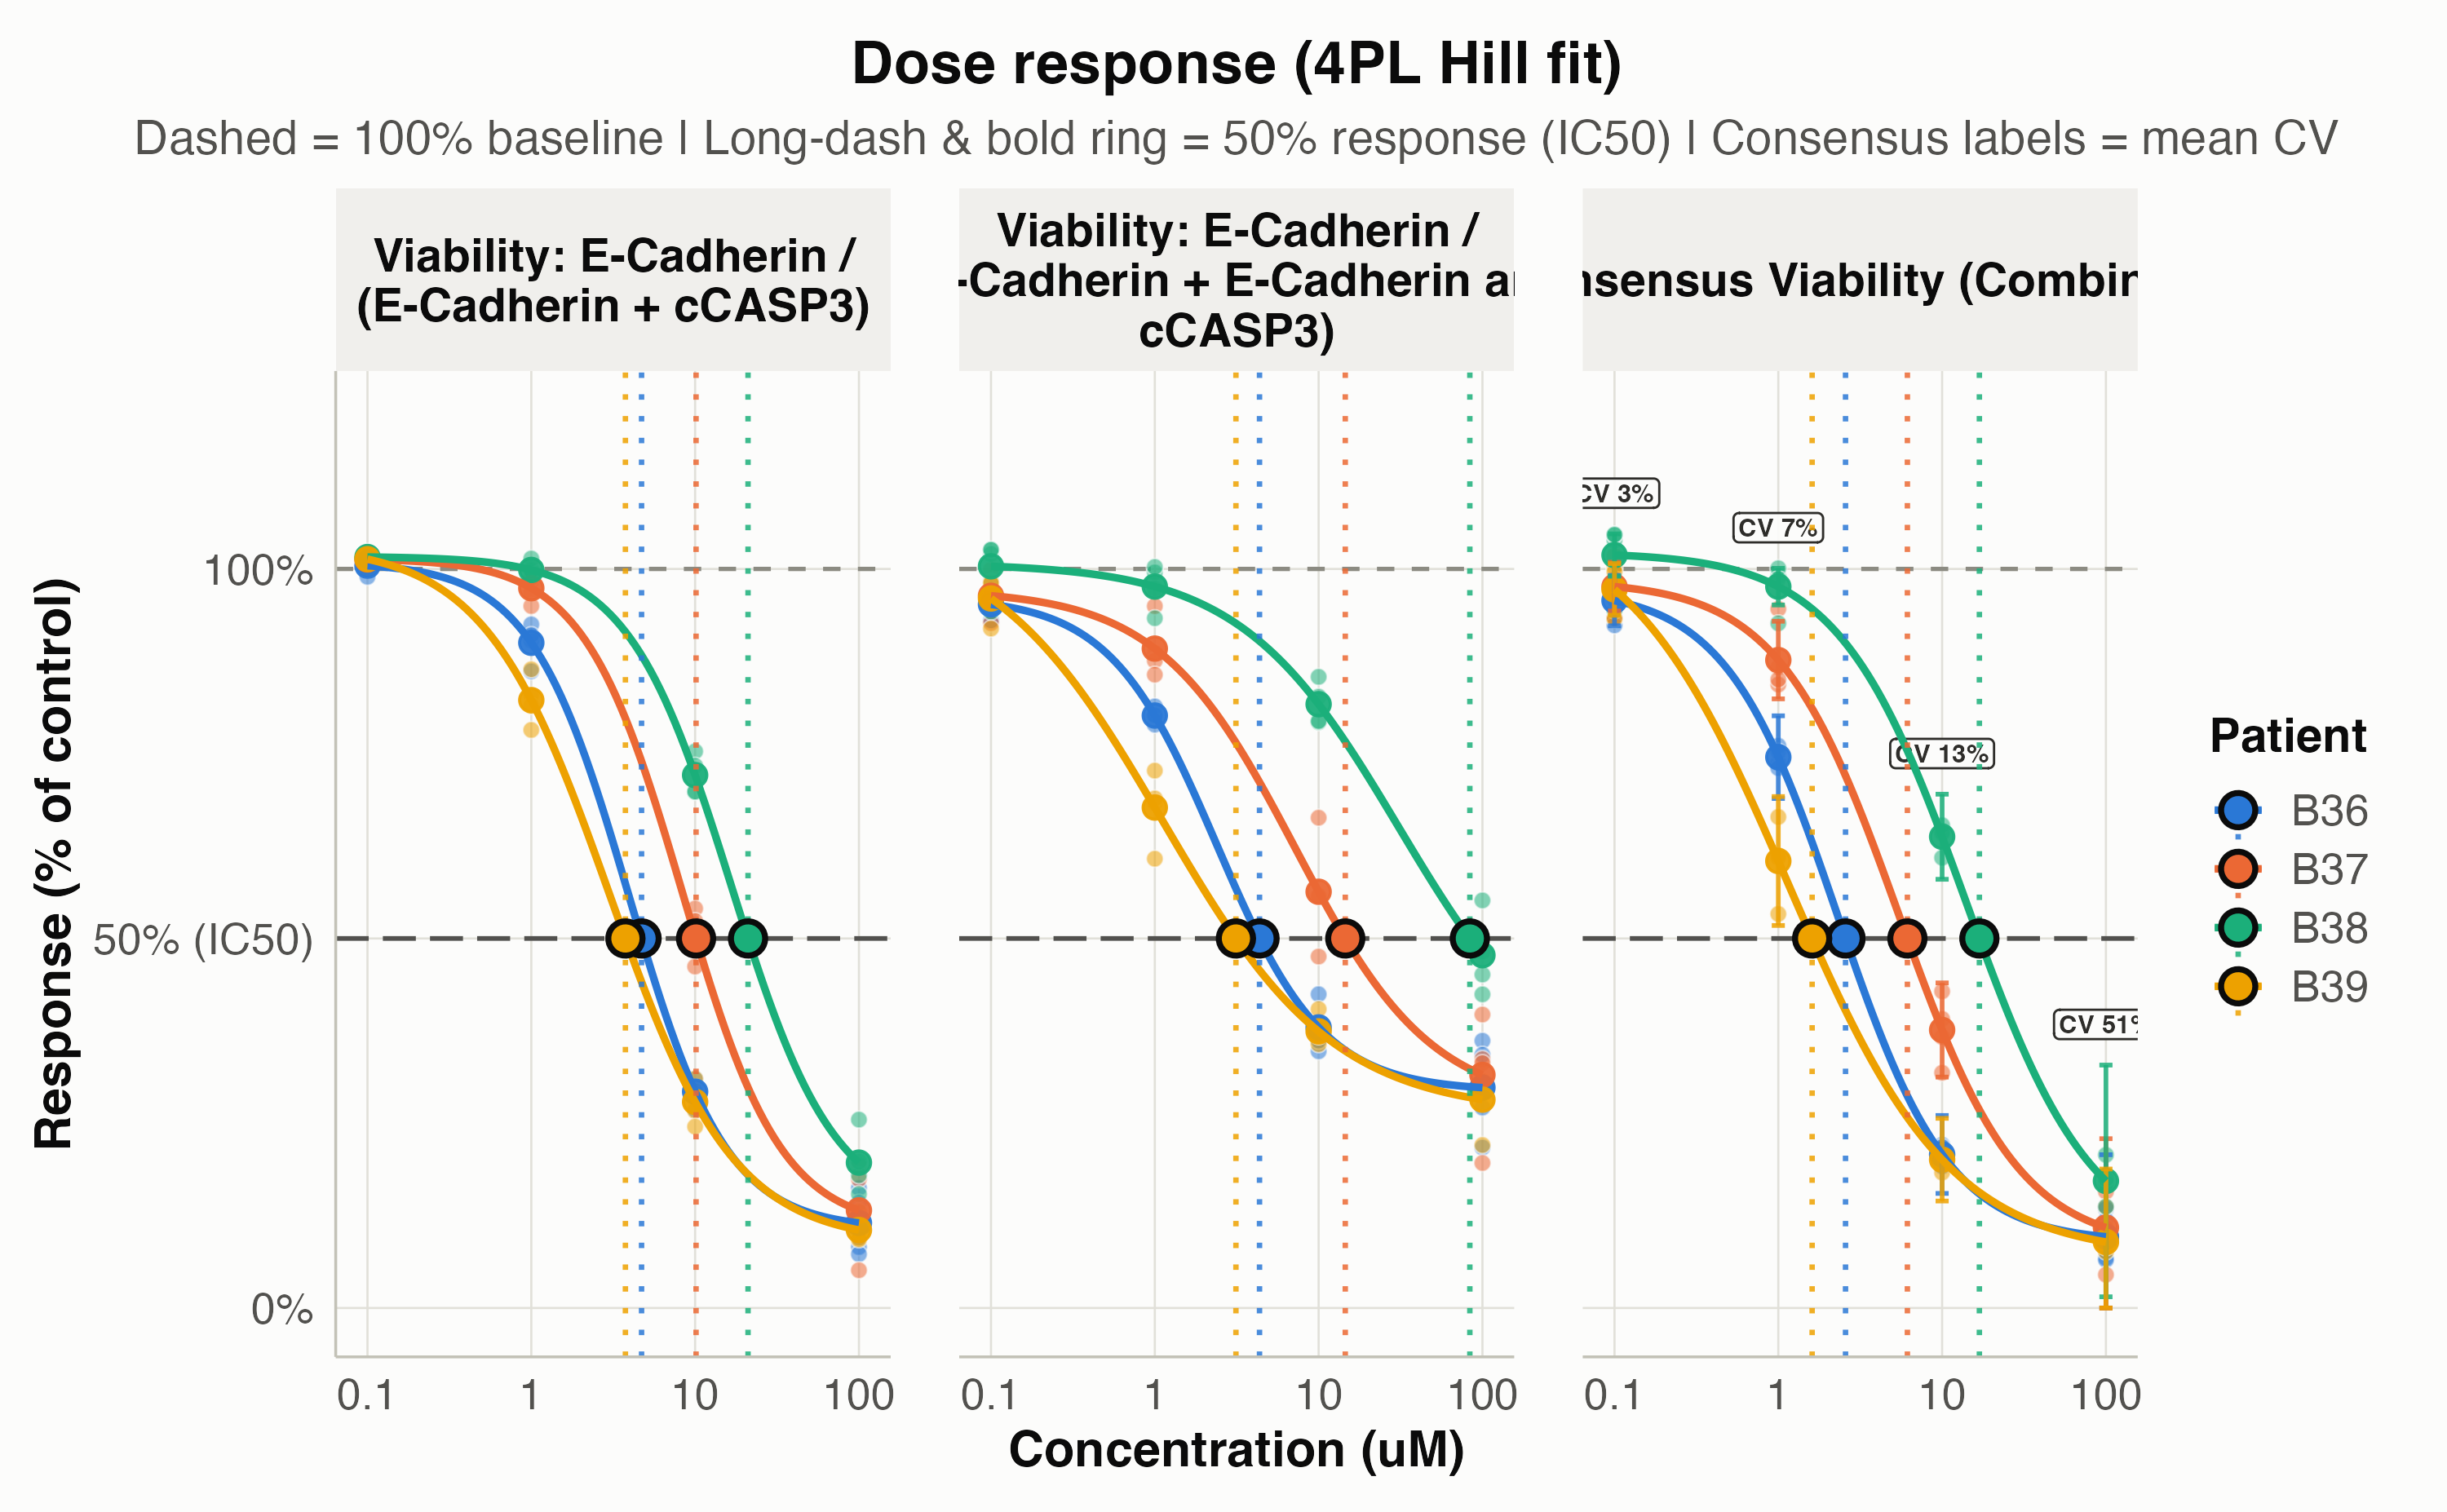 Dose response (4PL Hill fit)
Dashed = 100% baseline | Long-dash & bold ring = 50% response (IC50) | Consensus labels = mean CV
Viability: E-Cadherin /
(E-Cadherin + cCASP3)
Viability: E-Cadherin /
-Cadherin + E-Cadherin a
cCASP3)
nsensus Viability (Combin
CV 3%
CV 7%
CV 13%
CV 51%
100%
50% (IC50)
0%
Response (% of control)
0.1 1 10 100
0.1 1 10 100
0.1 1 10 100
Concentration (uM)
Patient
B36
B37
B38
B39